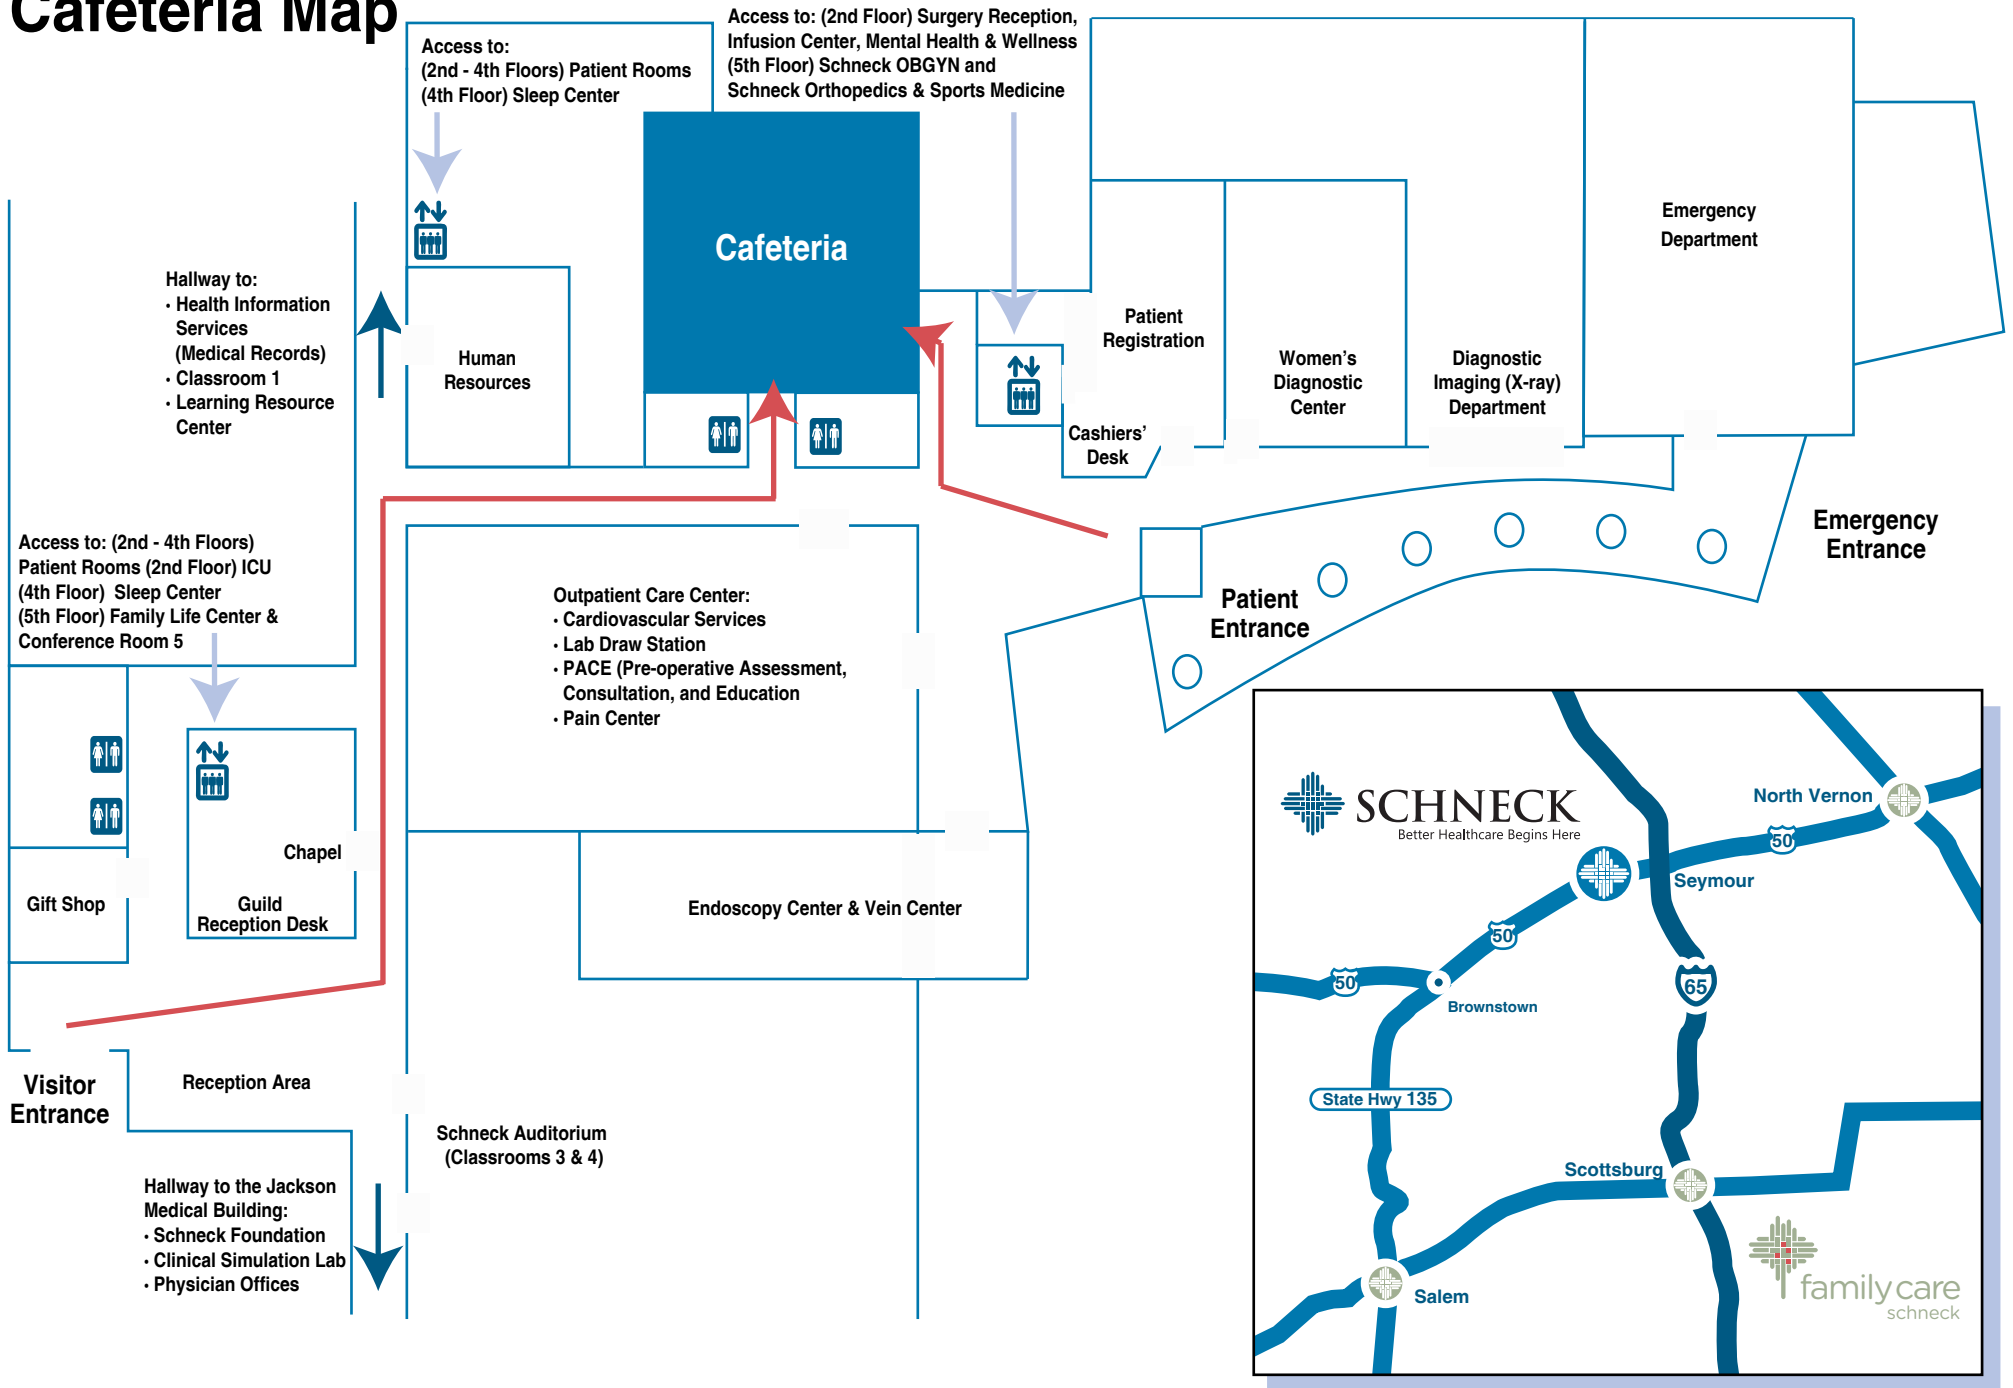 Cafeteria Map
Access to:
(2nd - 4th Floors) Patient Rooms
(4th Floor) Sleep Center
Access to: (2nd Floor) Surgery Reception,
Infusion Center, Mental Health & Wellness
(5th Floor) Schneck OBGYN and
Schneck Orthopedics & Sports Medicine
Cafeteria
Emergency
Department
Hallway to:
• Health Information
Services
(Medical Records)
• Classroom 1
• Learning Resource
Center
Human
Resources
Patient
Registration
Women's
Diagnostic
Center
Diagnostic
Imaging (X-ray)
Department
Cashiers'
Desk
Emergency
Entrance
Patient
Entrance
Access to: (2nd - 4th Floors)
Patient Rooms (2nd Floor) ICU
(4th Floor) Sleep Center
(5th Floor) Family Life Center &
Conference Room 5
Outpatient Care Center:
• Cardiovascular Services
• Lab Draw Station
• PACE (Pre-operative Assessment,
Consultation, and Education
• Pain Center
Chapel
Gift Shop
Guild
Reception Desk
Endoscopy Center & Vein Center
Visitor
Entrance
Reception Area
Schneck Auditorium
(Classrooms 3 & 4)
Hallway to the Jackson
Medical Building:
• Schneck Foundation
• Clinical Simulation Lab
• Physician Offices
SCHNECK
Better Healthcare Begins Here
North Vernon
50
Seymour
50
50
65
Brownstown
State Hwy 135
Scottsburg
Salem
familycare
schneck